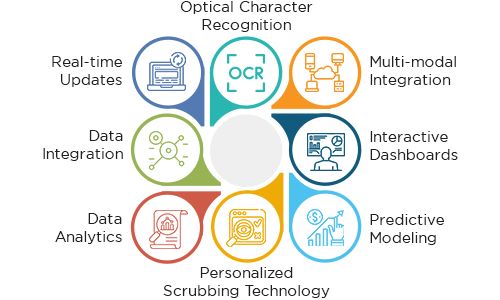 Optical Character
Recognition
Real-time
Updates
OCR
Multi-modal
Integration
Data
Integration
Interactive
Dashboards
Data
Analytics
Predictive
Modeling
Personalized
Scrubbing Technology